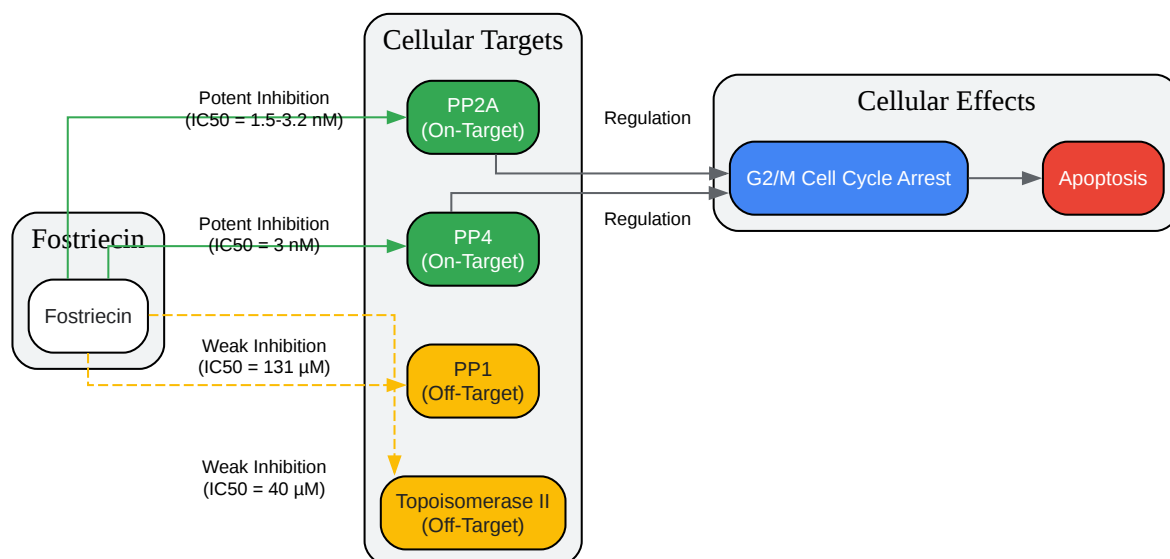 Cellular Targets
Potent Inhibition
(IC50 = 1.5-3.2 nM)
PP2A
(On-Target)
Regulation
Cellular Effects
G2/M Cell Cycle Arrest
Apoptosis
Fostriecin
Fostriecin
Potent Inhibition
(IC50 = 3 nM)
PP4
(On-Target)
Regulation
Weak Inhibition
(IC50 = 131 µM)
PP1
(Off-Target)
Weak Inhibition
(IC50 = 40 µM)
Topoisomerase II
(Off-Target)